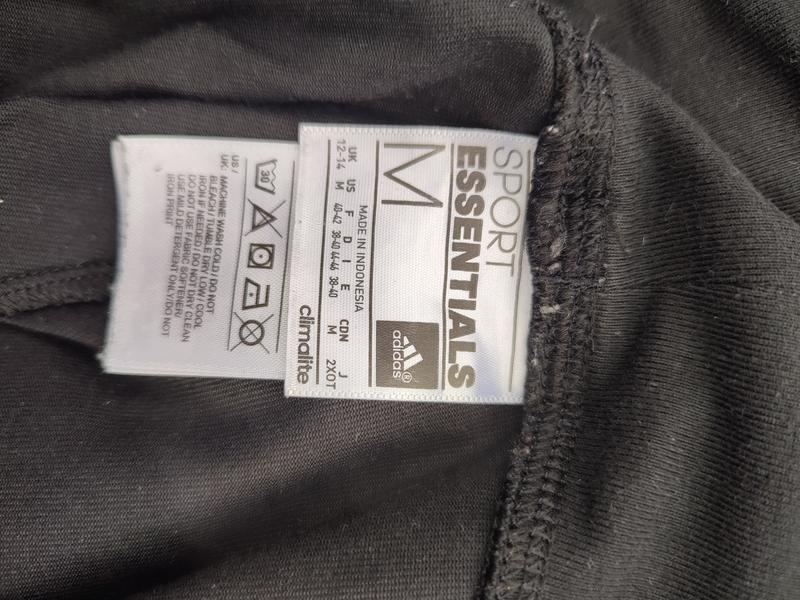 SPORT
ESSENTIALS
M
adidas®
MADE IN INDONESIA
UK US F D I E CDN J
12-14 M 40-42 38-40 44-46 38-40 M 2XOT
climalite
30
US /
UK: MACHINE WASH COLD / DO NOT
BLEACH / TUMBLE DRY LOW / COOL
IRON IF NEEDED / DO NOT DRY CLEAN
DO NOT USE FABRIC SOFTENER/
USE MILD DETERGENT ONLY/DO NOT
IRON PRINT